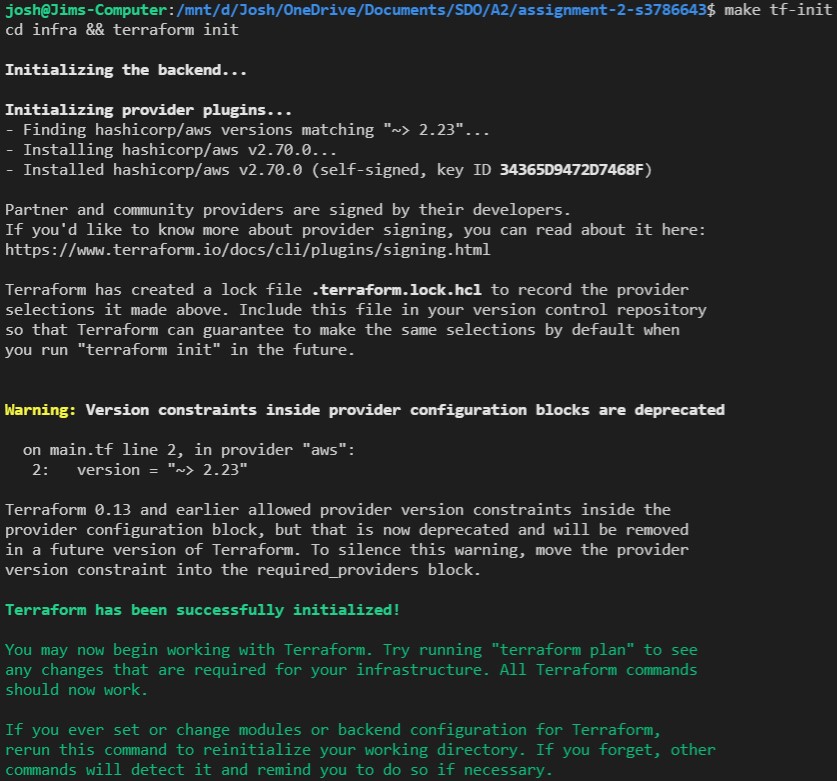 josh@Jims-Computer:/mnt/d/Josh/OneDrive/Documents/SDO/A2/assignment-2-s3786643$ make tf-init
cd infra && terraform init
Initializing the backend...
Initializing provider plugins...
- Finding hashicorp/aws versions matching "~> 2.23"...
- Installing hashicorp/aws v2.70.0...
- Installed hashicorp/aws v2.70.0 (self-signed, key ID 34365D9472D7468F)
Partner and community providers are signed by their developers.
If you'd like to know more about provider signing, you can read about it here:
https://www.terraform.io/docs/cli/plugins/signing.html
Terraform has created a lock file .terraform.lock.hcl to record the provider
selections it made above. Include this file in your version control repository
so that Terraform can guarantee to make the same selections by default when
you run "terraform init" in the future.
Warning: Version constraints inside provider configuration blocks are deprecated
on main.tf line 2, in provider "aws":
2:   version = "~> 2.23"
Terraform 0.13 and earlier allowed provider version constraints inside the
provider configuration block, but that is now deprecated and will be removed
in a future version of Terraform. To silence this warning, move the provider
version constraint into the required_providers block.
Terraform has been successfully initialized!
You may now begin working with Terraform. Try running "terraform plan" to see
any changes that are required for your infrastructure. All Terraform commands
should now work.
If you ever set or change modules or backend configuration for Terraform,
rerun this command to reinitialize your working directory. If you forget, other
commands will detect it and remind you to do so if necessary.